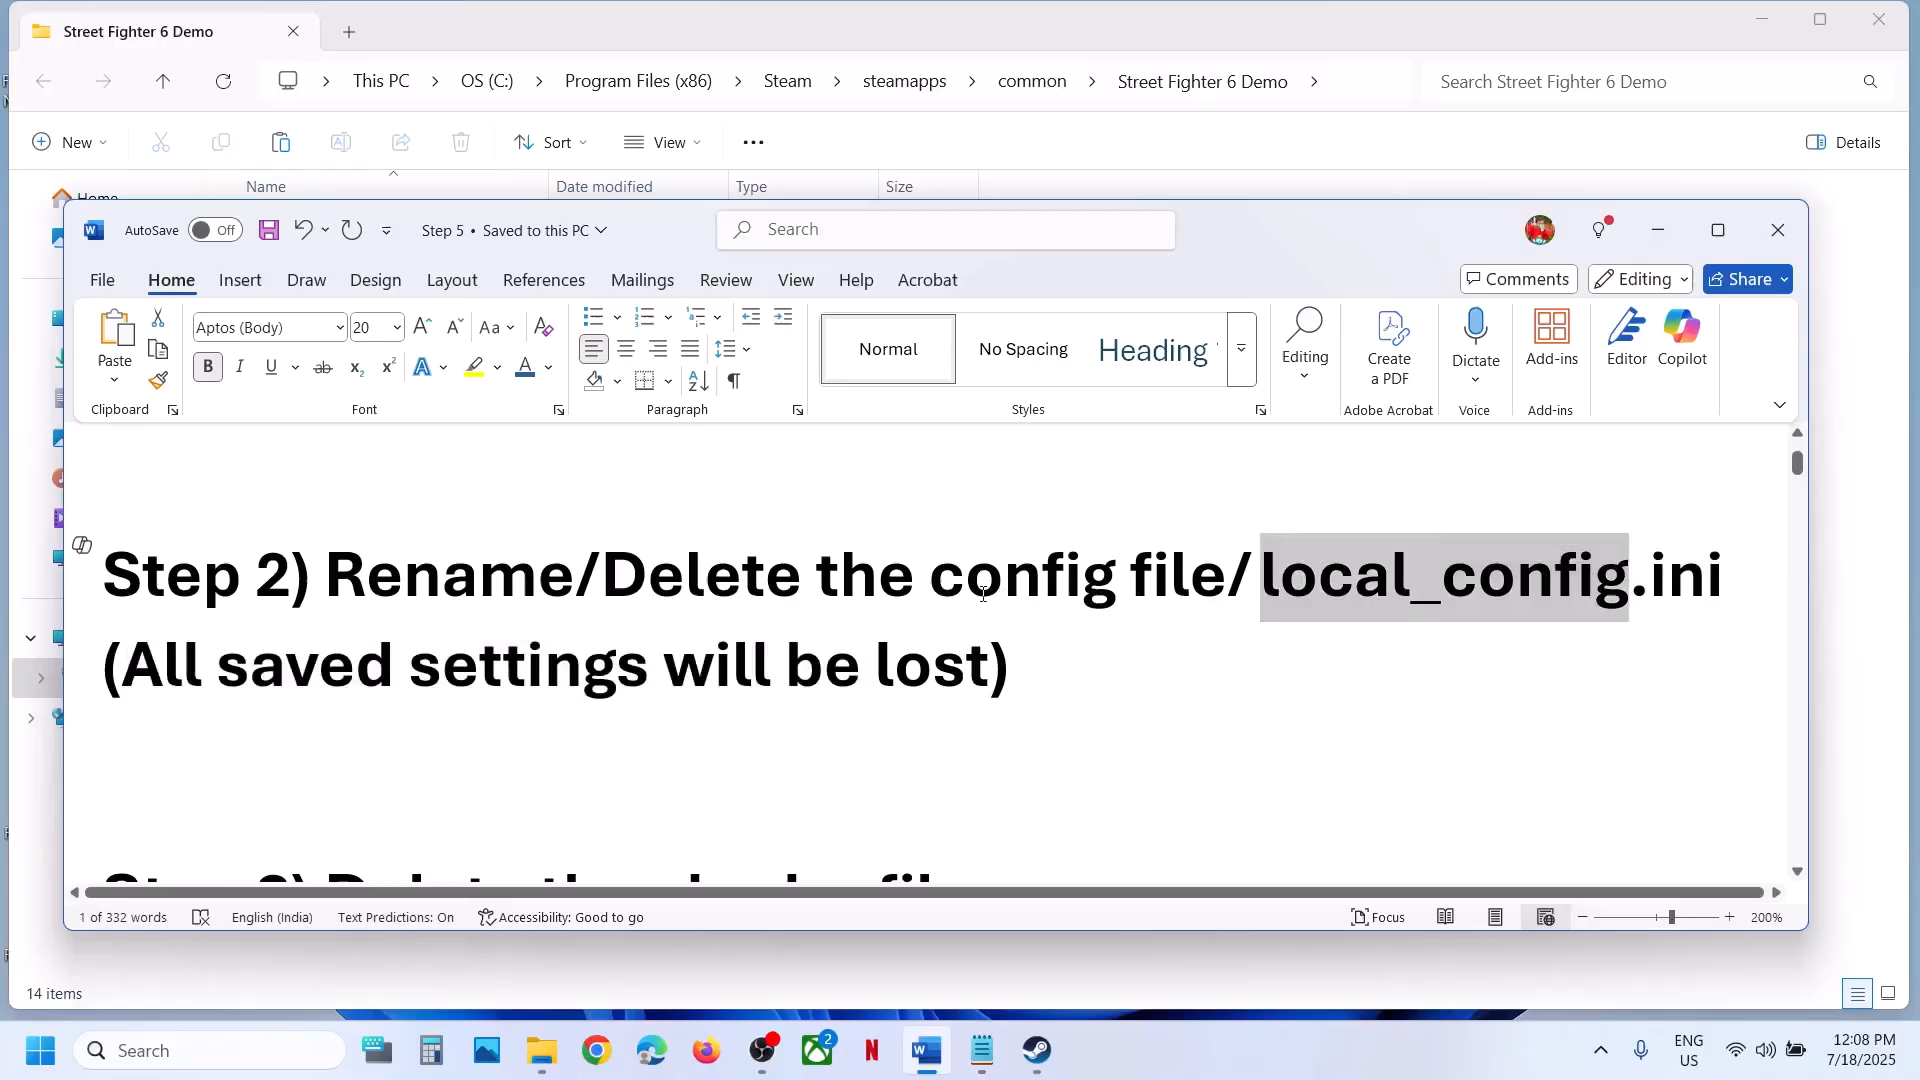 Street Fighter 6 Demo
This PC > OS (C:) > Program Files (x86) > Steam > steamapps > common > Street Fighter 6 Demo >
Search Street Fighter 6 Demo
New
Sort
View
Details
Name
Date modified
Type
Size
Home
AutoSave
Off
Step 5 • Saved to this PC
Search
File
Home
Insert
Draw
Design
Layout
References
Mailings
Review
View
Help
Acrobat
Comments
Editing
Share
Paste
Aptos (Body)
20
Normal
No Spacing
Heading
Editing
Create
a PDF
Dictate
Add-ins
Editor
Copilot
Clipboard
Font
Paragraph
Styles
Adobe Acrobat
Voice
Add-ins
Step 2) Rename/Delete the config file/ local_config.ini
(All saved settings will be lost)
1 of 332 words
English (India)
Text Predictions: On
Accessibility: Good to go
Focus
200%
14 items
Search
2
ENG
US
12:08 PM
7/18/2025